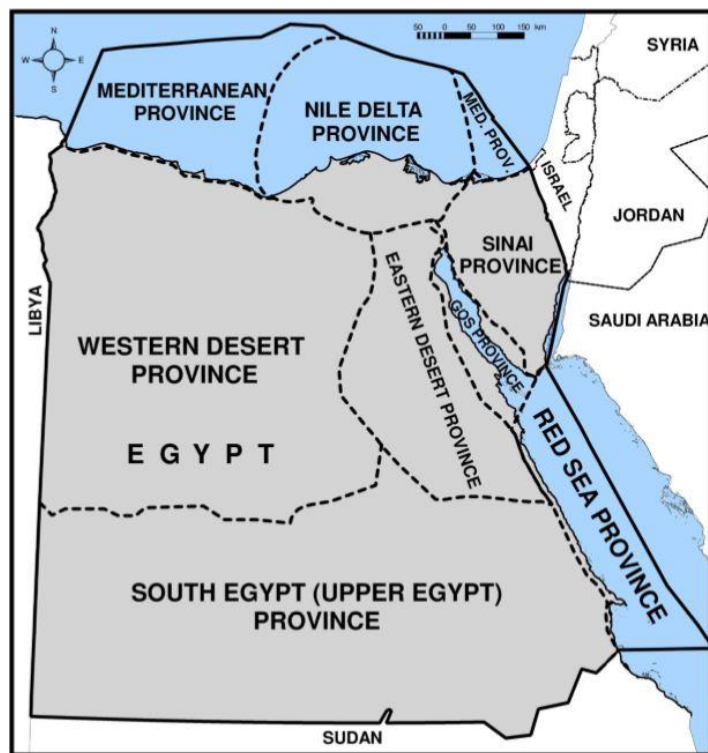 50 0 50 100 150 km
N
W E
S
SYRIA
MEDITERRANEAN
PROVINCE
NILE DELTA
PROVINCE
MED. PROV.
ISRAEL
JORDAN
SINAI
PROVINCE
EASTERN DESERT PROVINCE
GOS PROVINCE
LIBYA
SAUDI ARABIA
WESTERN DESERT
PROVINCE
EGYPT
RED SEA PROVINCE
SOUTH EGYPT (UPPER EGYPT)
PROVINCE
SUDAN